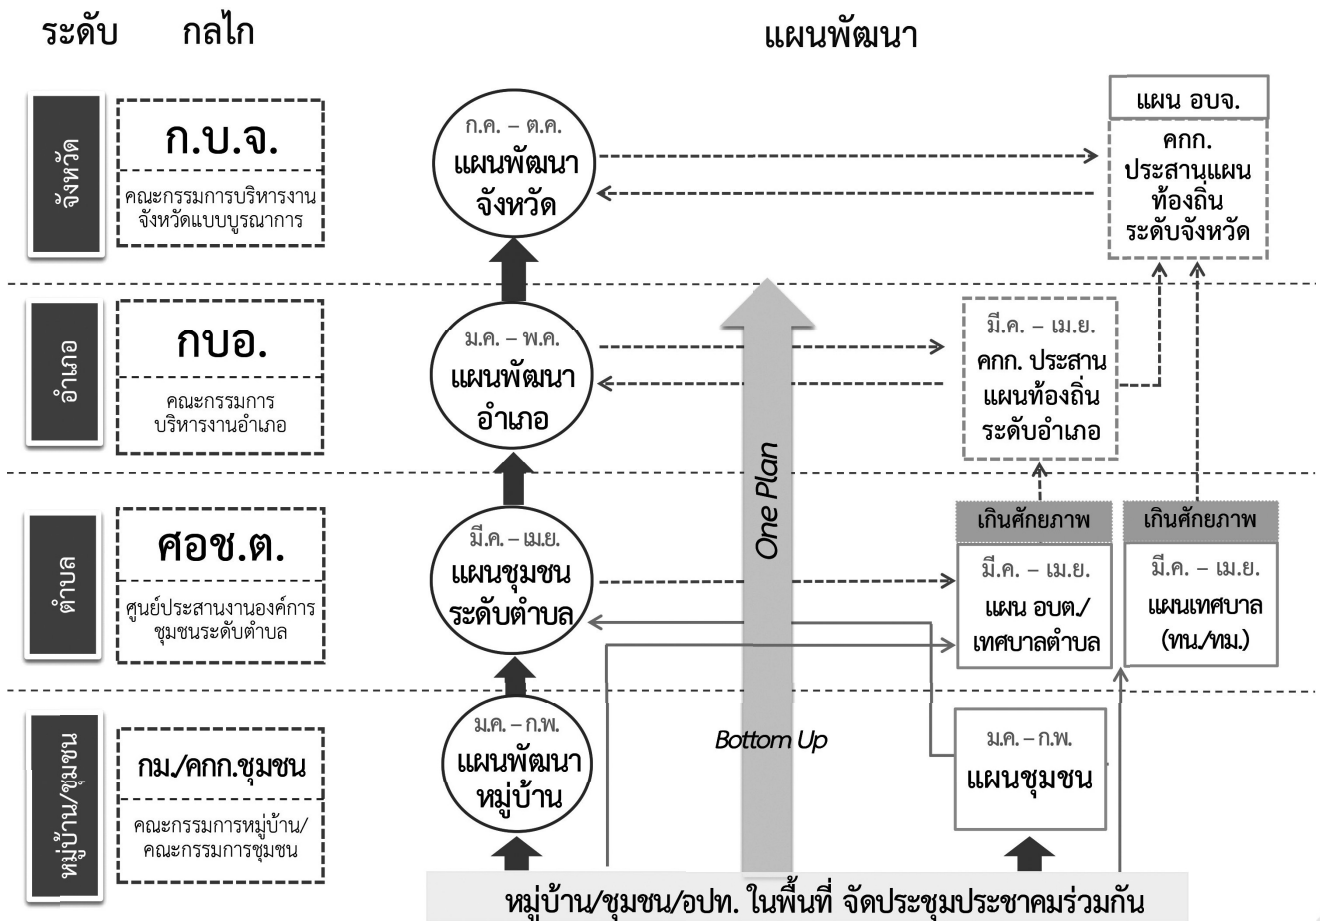 ระดับ กลไก แผนพัฒนา
จังหวัด
ก.บ.จ.
คณะกรรมการบริหารงาน
จังหวัดแบบบูรณาการ
ก.ค. – ต.ค.
แผนพัฒนา
จังหวัด
แผน อบจ.
คกก.
ประสานแผน
ท้องถิ่น
ระดับจังหวัด
อำเภอ
กบอ.
คณะกรรมการ
บริหารงานอำเภอ
ม.ค. – พ.ค.
แผนพัฒนา
อำเภอ
มี.ค. – เม.ย.
คกก. ประสาน
แผนท้องถิ่น
ระดับอำเภอ
One Plan
ตำบล
ศอช.ต.
ศูนย์ประสานงานองค์การ
ชุมชนระดับตำบล
มี.ค. – เม.ย.
แผนชุมชน
ระดับตำบล
เกินศักยภาพ
มี.ค. – เม.ย.
แผน อบต./
เทศบาลตำบล
เกินศักยภาพ
มี.ค. – เม.ย.
แผนเทศบาล
(ทน./ทม.)
หมู่บ้าน/ชุมชน
กม./คกก.ชุมชน
คณะกรรมการหมู่บ้าน/
คณะกรรมการชุมชน
ม.ค. – ก.พ.
แผนพัฒนา
หมู่บ้าน
Bottom Up
ม.ค. – ก.พ.
แผนชุมชน
หมู่บ้าน/ชุมชน/อปท. ในพื้นที่ จัดประชุมประชาคมร่วมกัน